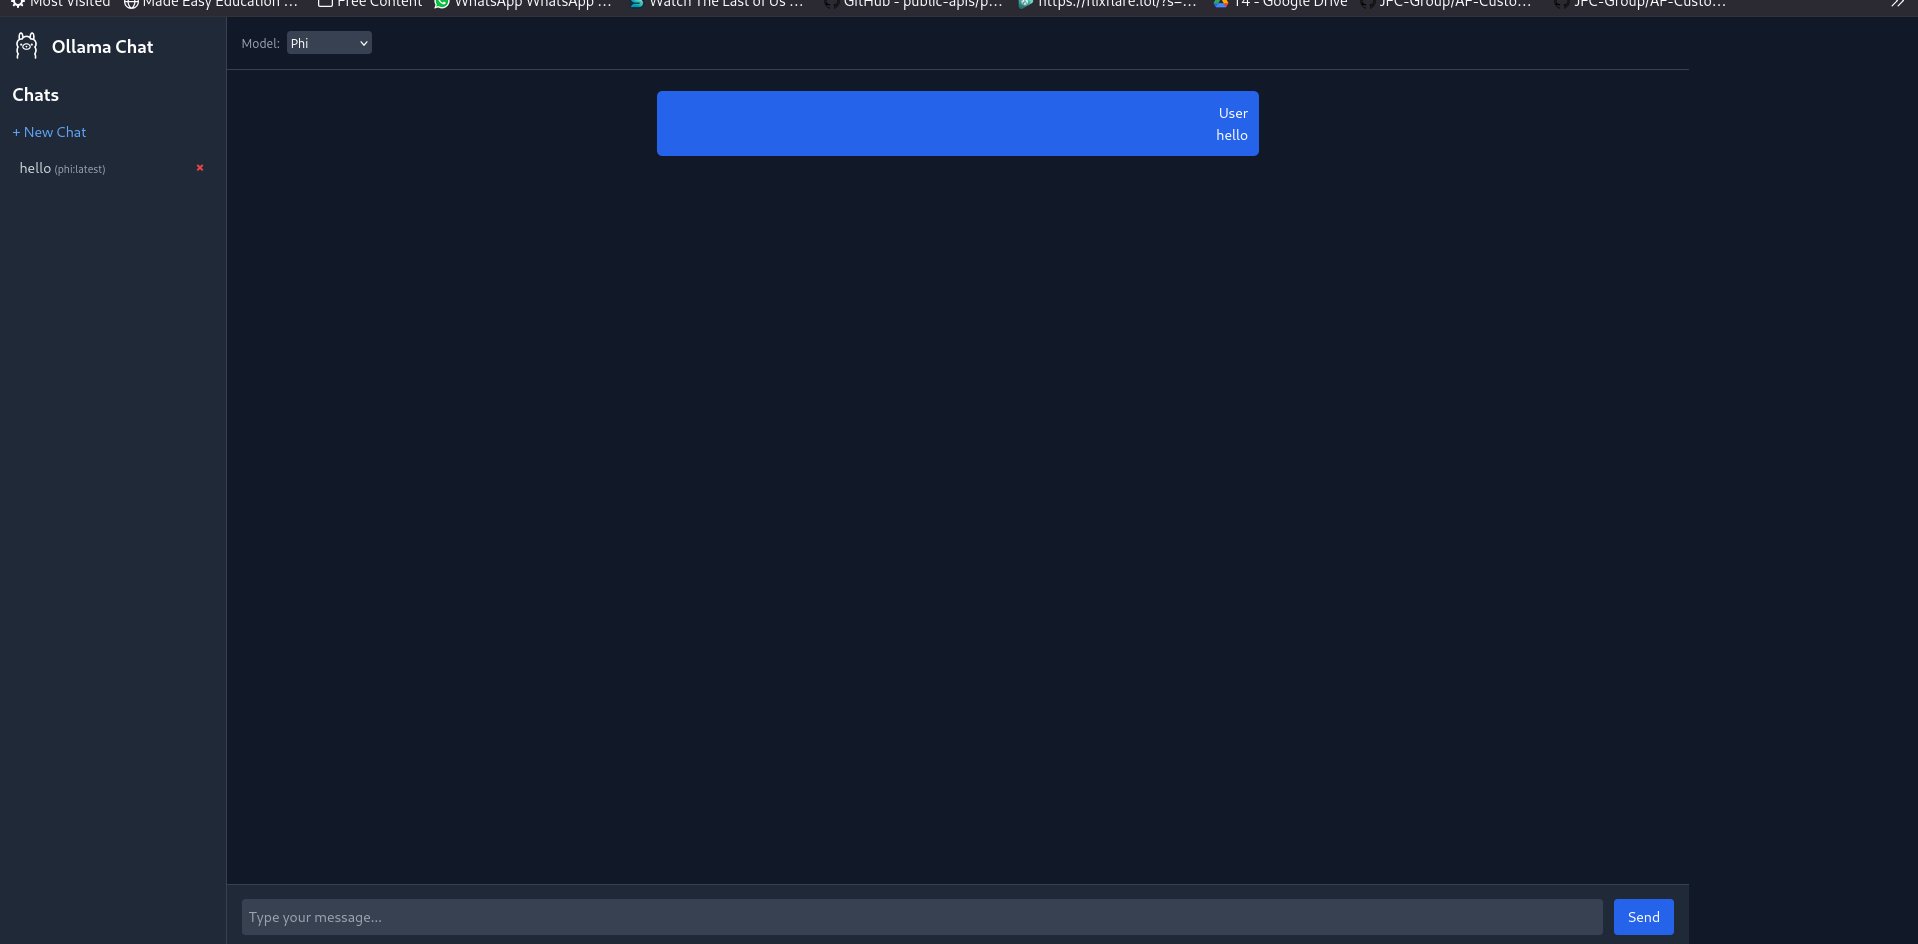 Most Visited
Made Easy Education ...
Free Content
WhatsApp WhatsApp ...
Watch The Last of Us ...
GitHub - public-apis/p...
https://flixflare.lol/?s=...
T4 - Google Drive
JFC-Group/AF-Custo...
JFC-Group/AF-Custo...
Ollama Chat
Model: Phi
Chats
+ New Chat
hello (phi:latest)
User
hello
Type your message...
Send